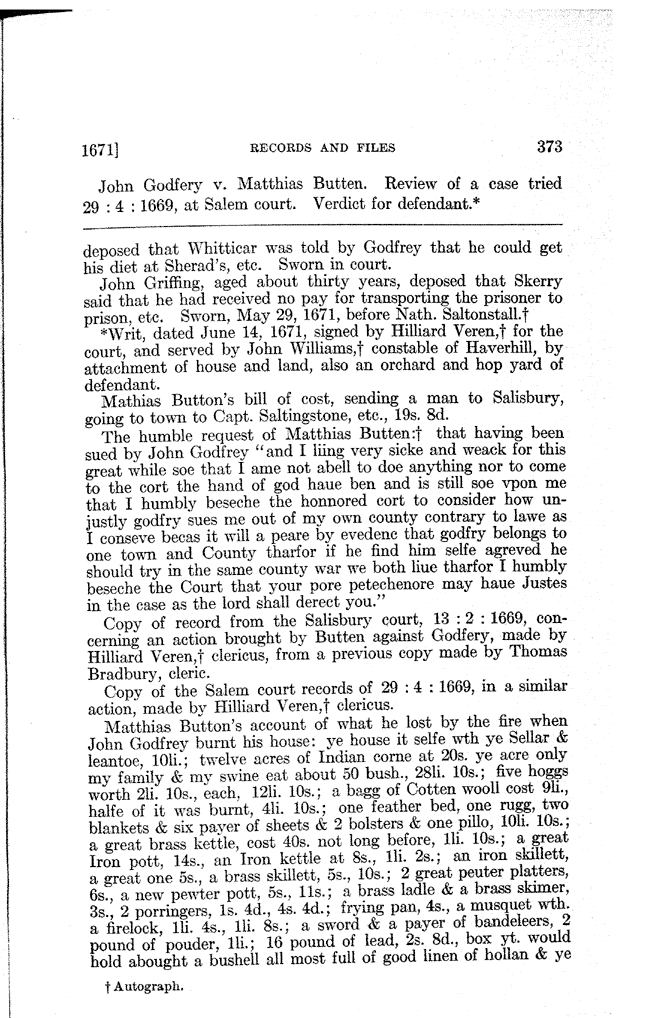 1671] RECORDS AND FILES 373
John Godfery v. Matthias Butten. Review of a case tried
29 : 4 : 1669, at Salem court. Verdict for defendant.*
deposed that Whitticar was told by Godfrey that he could get
his diet at Sherad's, etc. Sworn in court.
John Griffing, aged about thirty years, deposed that Skerry
said that he had received no pay for transporting the prisoner to
prison, etc. Sworn, May 29, 1671, before Nath. Saltonstall.†
*Writ, dated June 14, 1671, signed by Hilliard Veren,† for the
court, and served by John Williams,† constable of Haverhill, by
attachment of house and land, also an orchard and hop yard of
defendant.
Mathias Button's bill of cost, sending a man to Salisbury,
going to town to Capt. Saltingstone, etc., 19s. 8d.
The humble request of Matthias Butten:† that having been
sued by John Godfrey "and I liing very sicke and weack for this
great while soe that I ame not abell to doe anything nor to come
to the cort the hand of god haue ben and is still soe vpon me
that I humbly beseche the honnored cort to consider how un-
justly godfry sues me out of my own county contrary to lawe as
I conseve becas it will a peare by evedenc that godfry belongs to
one town and County tharfor if he find him selfe agreved he
should try in the same county war we both liue tharfor I humbly
beseche the Court that your pore petechenore may haue Justes
in the case as the lord shall derect you."
Copy of record from the Salisbury court, 13 : 2 : 1669, con-
cerning an action brought by Butten against Godfery, made by
Hilliard Veren,† clericus, from a previous copy made by Thomas
Bradbury, cleric.
Copy of the Salem court records of 29 : 4 : 1669, in a similar
action, made by Hilliard Veren,† clericus.
Matthias Button's account of what he lost by the fire when
John Godfrey burnt his house: ye house it selfe wth ye Sellar &
leantoe, 10li.; twelve acres of Indian corne at 20s. ye acre only
my family & my swine eat about 50 bush., 28li. 10s.; five hoggs
worth 2li. 10s., each, 12li. 10s.; a bagg of Cotten wooll cost 9li.,
halfe of it was burnt, 4li. 10s.; one feather bed, one rugg, two
blankets & six payer of sheets & 2 bolsters & one pillo, 10li. 10s.;
a great brass kettle, cost 40s. not long before, 1li. 10s.; a great
Iron pott, 14s., an Iron kettle at 8s., 1li. 2s.; an iron skillett,
a great one 5s., a brass skillett, 5s., 10s.; 2 great peuter platters,
6s., a new pewter pott, 5s., 11s.; a brass ladle & a brass skimer,
3s., 2 porringers, 1s. 4d., 4s. 4d.; frying pan, 4s., a musquet wth.
a firelock, 1li. 4s., 1li. 8s.; a sword & a payer of bandeleers, 2
pound of pouder, 1li.; 16 pound of lead, 2s. 8d., box yt. would
hold abought a bushell all most full of good linen of hollan & ye
† Autograph.